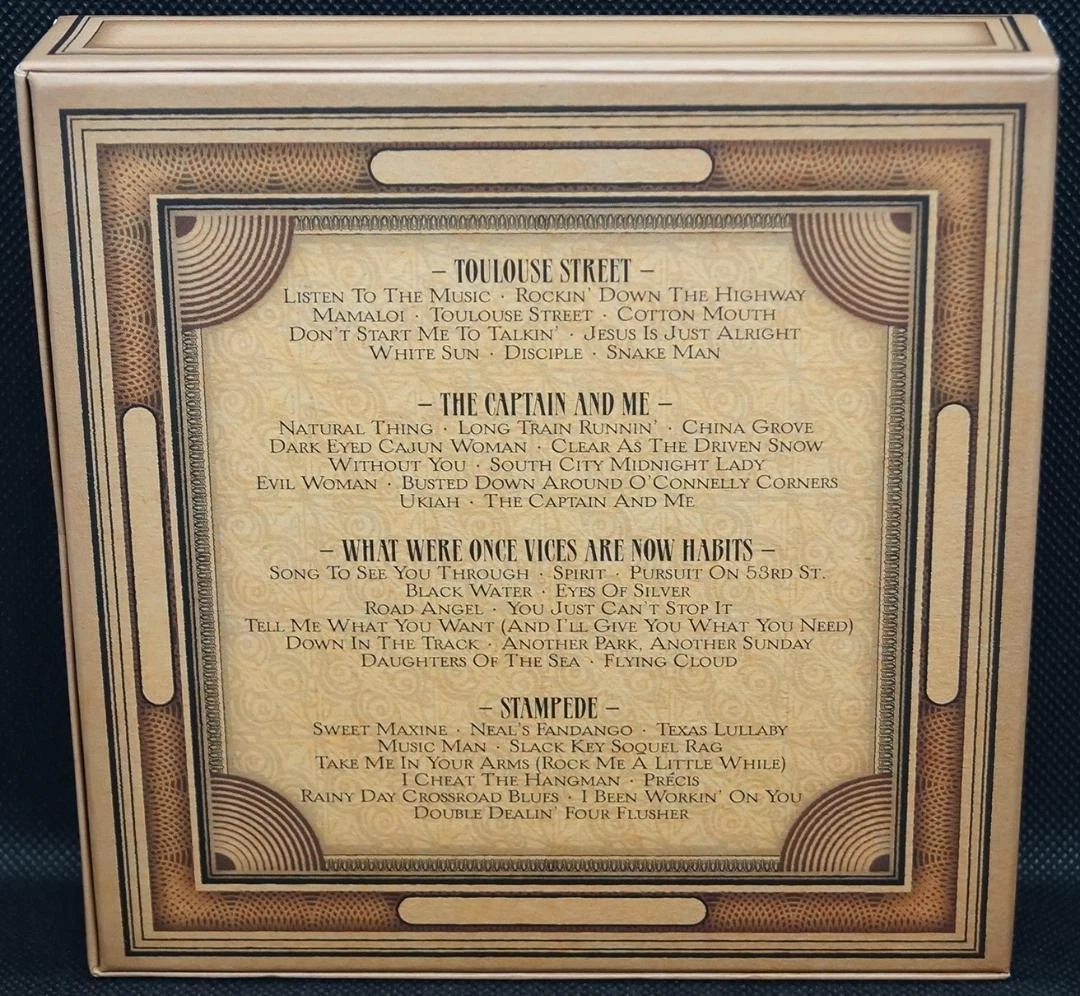 – TOULOUSE STREET –
LISTEN TO THE MUSIC · ROCKIN' DOWN THE HIGHWAY
MAMALOI · TOULOUSE STREET · COTTON MOUTH
DON'T START ME TO TALKIN' · JESUS IS JUST ALRIGHT
WHITE SUN · DISCIPLE · SNAKE MAN
– THE CAPTAIN AND ME –
NATURAL THING · LONG TRAIN RUNNIN' · CHINA GROVE
DARK EYED CAJUN WOMAN · CLEAR AS THE DRIVEN SNOW
WITHOUT YOU · SOUTH CITY MIDNIGHT LADY
EVIL WOMAN · BUSTED DOWN AROUND O'CONNELLY CORNERS
UKIAH · THE CAPTAIN AND ME
– WHAT WERE ONCE VICES ARE NOW HABITS –
SONG TO SEE YOU THROUGH · SPIRIT · PURSUIT ON 53RD ST.
BLACK WATER · EYES OF SILVER
ROAD ANGEL · YOU JUST CAN'T STOP IT
TELL ME WHAT YOU WANT (AND I'LL GIVE YOU WHAT YOU NEED)
DOWN IN THE TRACK · ANOTHER PARK, ANOTHER SUNDAY
DAUGHTERS OF THE SEA · FLYING CLOUD
– STAMPEDE –
SWEET MAXINE · NEAL'S FANDANGO · TEXAS LULLABY
MUSIC MAN · SLACK KEY SOQUEL RAG
TAKE ME IN YOUR ARMS (ROCK ME A LITTLE WHILE)
I CHEAT THE HANGMAN · PRÉCIS
RAINY DAY CROSSROAD BLUES · I BEEN WORKIN' ON YOU
DOUBLE DEALIN' FOUR FLUSHER